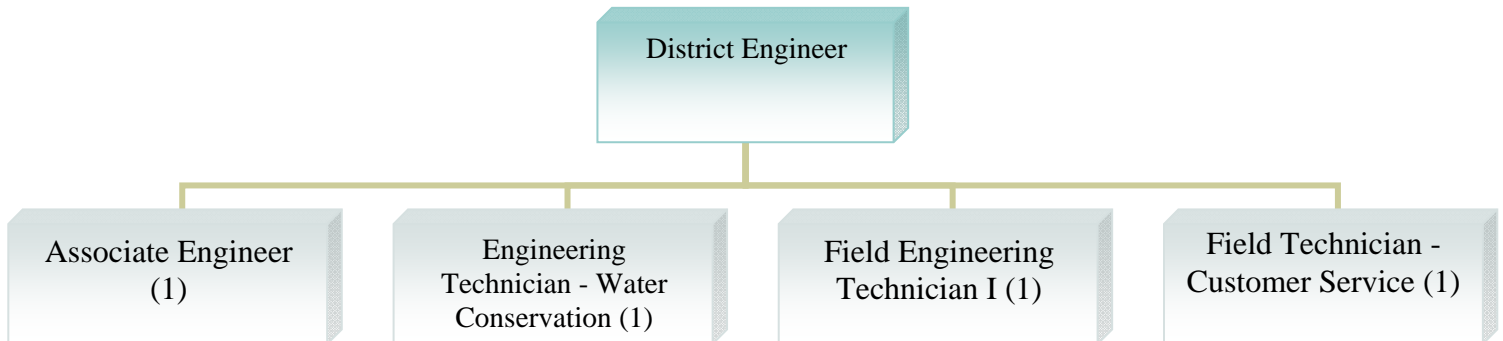 District Engineer
Associate Engineer
(1)
Engineering
Technician - Water
Conservation (1)
Field Engineering
Technician I (1)
Field Technician -
Customer Service (1)